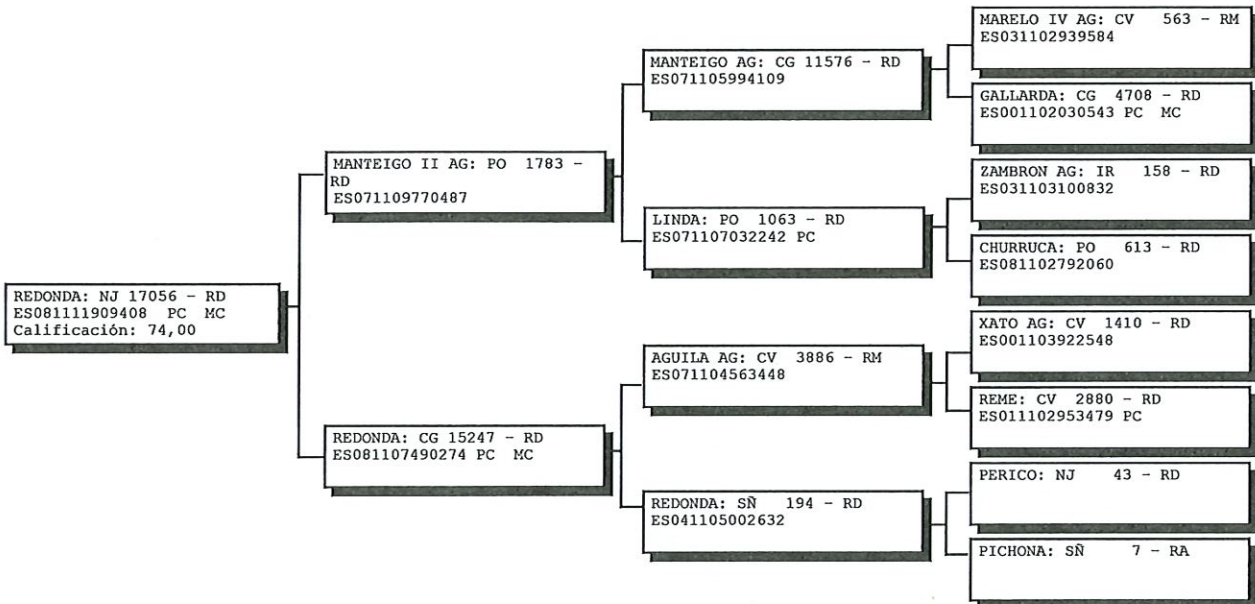 REDONDA: NJ 17056 - RD
ES081111909408 PC MC
Calificación: 74,00
MANTEIGO II AG: PO 1783 -
RD
ES071109770487
REDONDA: CG 15247 - RD
ES081107490274 PC MC
MANTEIGO AG: CG 11576 - RD
ES071105994109
LINDA: PO 1063 - RD
ES071107032242 PC
AGUILA AG: CV 3886 - RM
ES071104563448
REDONDA: SÑ 194 - RD
ES041105002632
MARELO IV AG: CV 563 - RM
ES031102939584
GALLARDA: CG 4708 - RD
ES001102030543 PC MC
ZAMBRON AG: IR 158 - RD
ES031103100832
CHURRUCA: PO 613 - RD
ES081102792060
XATO AG: CV 1410 - RD
ES001103922548
REME: CV 2880 - RD
ES011102953479 PC
PERICO: NJ 43 - RD
PICHONA: SÑ 7 - RA